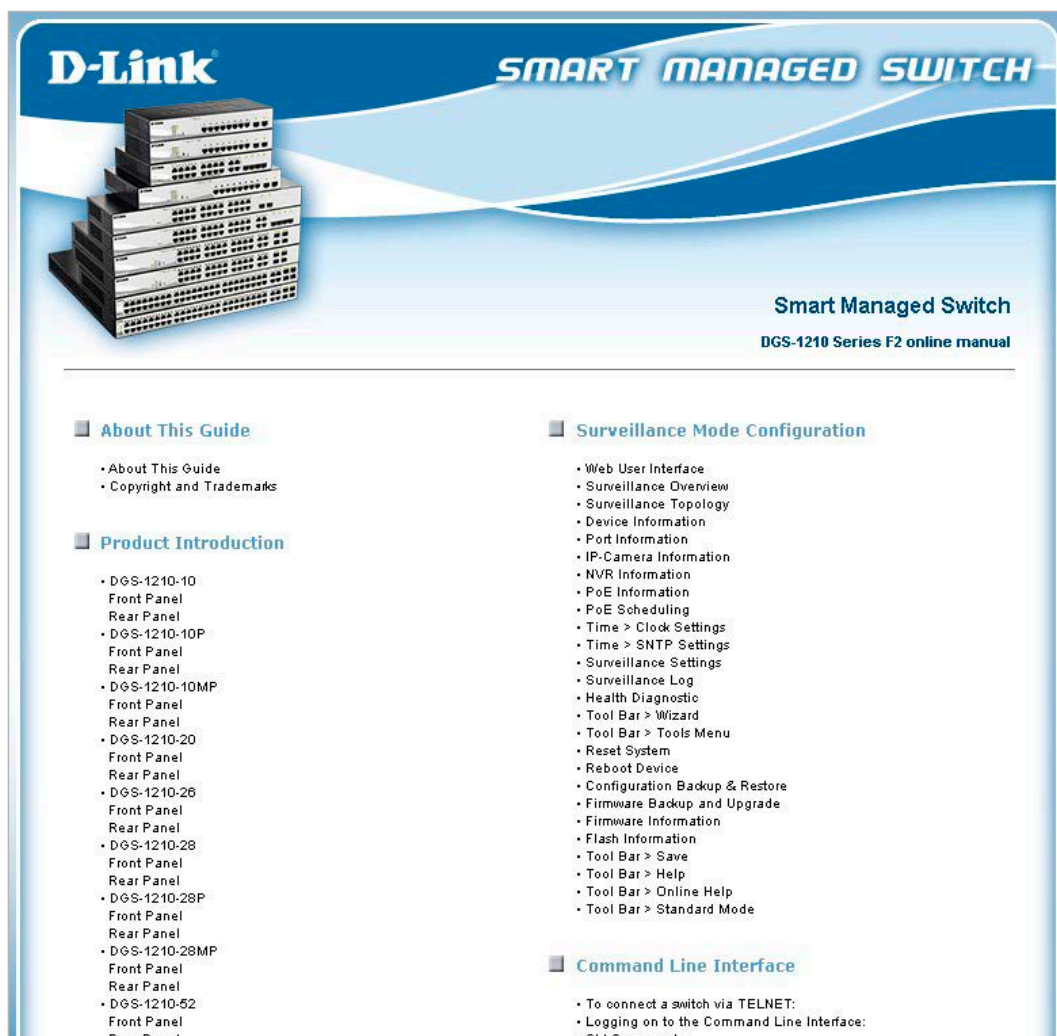 D-Link
SMART MANAGED SWITCH
Smart Managed Switch
DGS-1210 Series F2 online manual
About This Guide
• About This Guide
• Copyright and Trademarks
Product Introduction
• DGS-1210-10
Front Panel
Rear Panel
• DGS-1210-10P
Front Panel
Rear Panel
• DGS-1210-10MP
Front Panel
Rear Panel
• DGS-1210-20
Front Panel
Rear Panel
• DGS-1210-26
Front Panel
Rear Panel
• DGS-1210-28
Front Panel
Rear Panel
• DGS-1210-28P
Front Panel
Rear Panel
• DGS-1210-28MP
Front Panel
Rear Panel
• DGS-1210-52
Front Panel
Surveillance Mode Configuration
• Web User Interface
• Surveillance Overview
• Surveillance Topology
• Device Information
• Port Information
• IP-Camera Information
• NVR Information
• PoE Information
• PoE Scheduling
• Time > Clock Settings
• Time > SNTP Settings
• Surveillance Settings
• Surveillance Log
• Health Diagnostic
• Tool Bar > Wizard
• Tool Bar > Tools Menu
• Reset System
• Reboot Device
• Configuration Backup & Restore
• Firmware Backup and Upgrade
• Firmware Information
• Flash Information
• Tool Bar > Save
• Tool Bar > Help
• Tool Bar > Online Help
• Tool Bar > Standard Mode
Command Line Interface
• To connect a switch via TELNET:
• Logging on to the Command Line Interface: